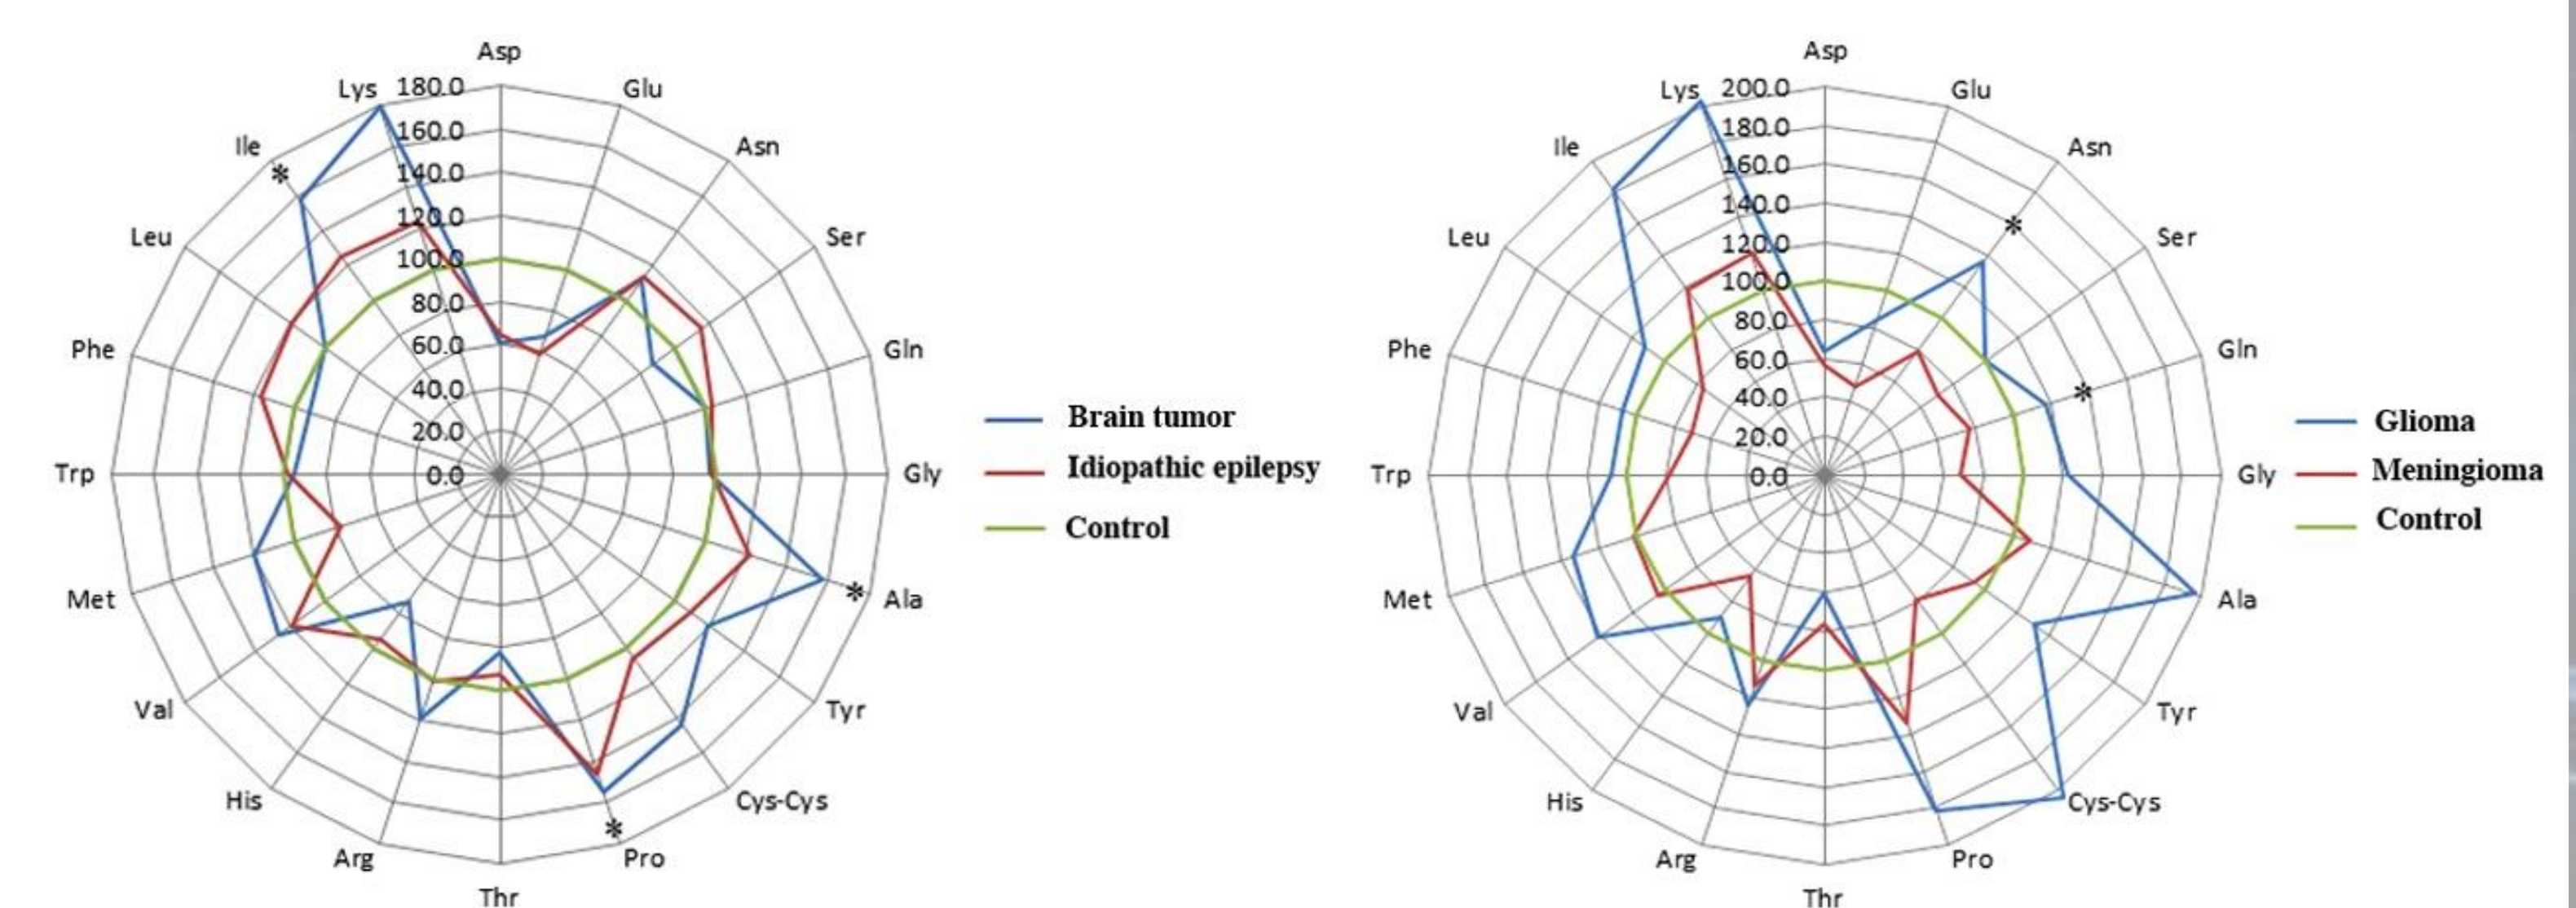 Asp
Glu
Asn
Ser
Gln
Gly
Ala
Tyr
Cys-Cys
Pro
Thr
Arg
His
Val
Met
Trp
Phe
Leu
Ile
Lys
180.0
160.0
140.0
120.0
100.0
80.0
60.0
40.0
20.0
0.0
*
*
*
Brain tumor
Idiopathic epilepsy
Control
Asp
Glu
Asn
Ser
Gln
Gly
Ala
Tyr
Cys-Cys
Pro
Thr
Arg
His
Val
Met
Trp
Phe
Leu
Ile
Lys
200.0
180.0
160.0
140.0
120.0
100.0
80.0
60.0
40.0
20.0
0.0
*
*
Glioma
Meningioma
Control